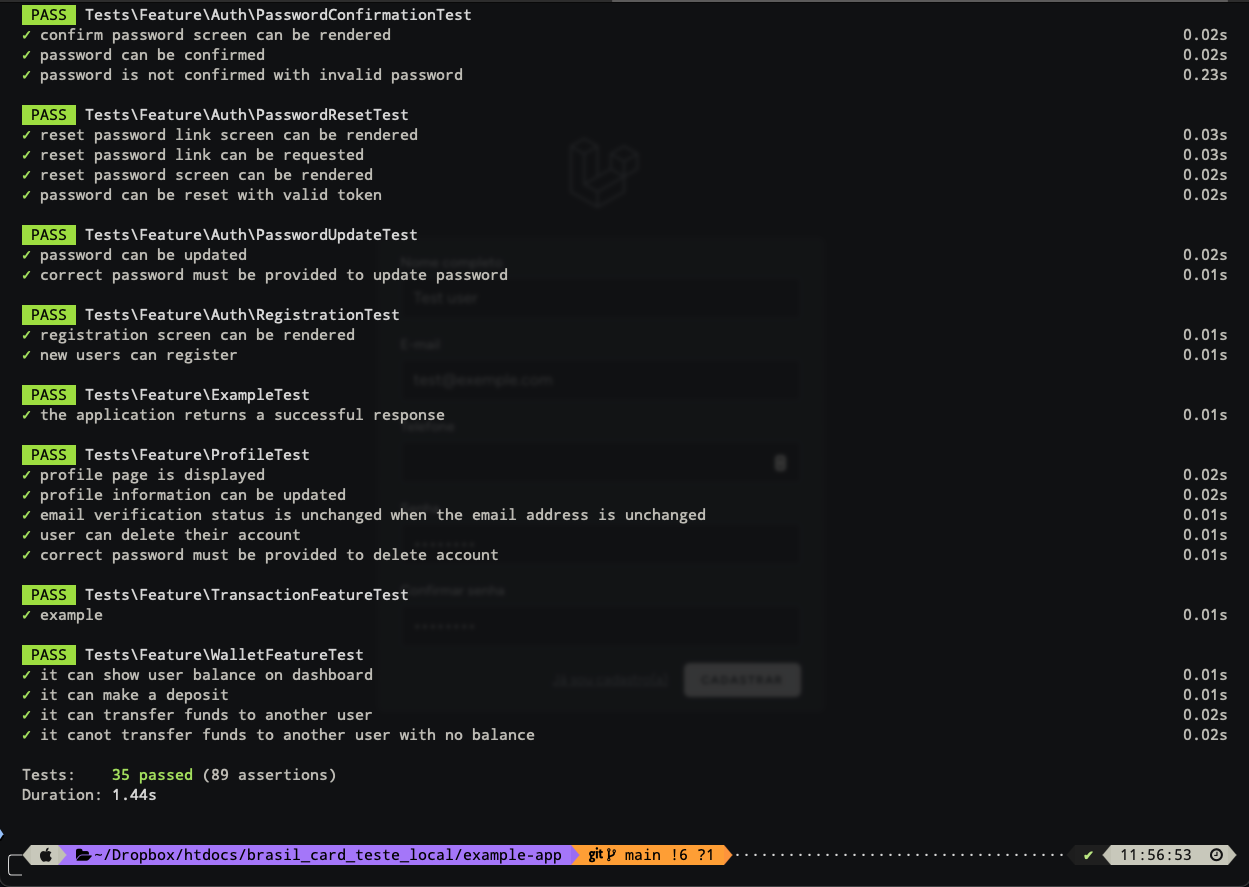 PASS Tests\Feature\Auth\PasswordConfirmationTest
✓ confirm password screen can be rendered 0.02s
✓ password can be confirmed 0.02s
✓ password is not confirmed with invalid password 0.23s
PASS Tests\Feature\Auth\PasswordResetTest
✓ reset password link screen can be rendered 0.03s
✓ reset password link can be requested 0.03s
✓ reset password screen can be rendered 0.02s
✓ password can be reset with valid token 0.02s
PASS Tests\Feature\Auth\PasswordUpdateTest
✓ password can be updated 0.02s
✓ correct password must be provided to update password 0.01s
PASS Tests\Feature\Auth\RegistrationTest
✓ registration screen can be rendered 0.01s
✓ new users can register 0.01s
PASS Tests\Feature\ExampleTest
✓ the application returns a successful response 0.01s
PASS Tests\Feature\ProfileTest
✓ profile page is displayed 0.02s
✓ profile information can be updated 0.02s
✓ email verification status is unchanged when the email address is unchanged 0.01s
✓ user can delete their account 0.01s
✓ correct password must be provided to delete account 0.01s
PASS Tests\Feature\TransactionFeatureTest
✓ example 0.01s
PASS Tests\Feature\WalletFeatureTest
✓ it can show user balance on dashboard 0.01s
✓ it can make a deposit 0.01s
✓ it can transfer funds to another user 0.02s
✓ it canot transfer funds to another user with no balance 0.02s
Tests: 35 passed (89 assertions)
Duration: 1.44s
~/Dropbox/htdocs/brasil_card_teste_local/example-app git main !6 ?1 ✔ 11:56:53
Nome completo
Test user
E-mail
test@exemple.com
Telefone
Confirmar senha
CADASTRAR